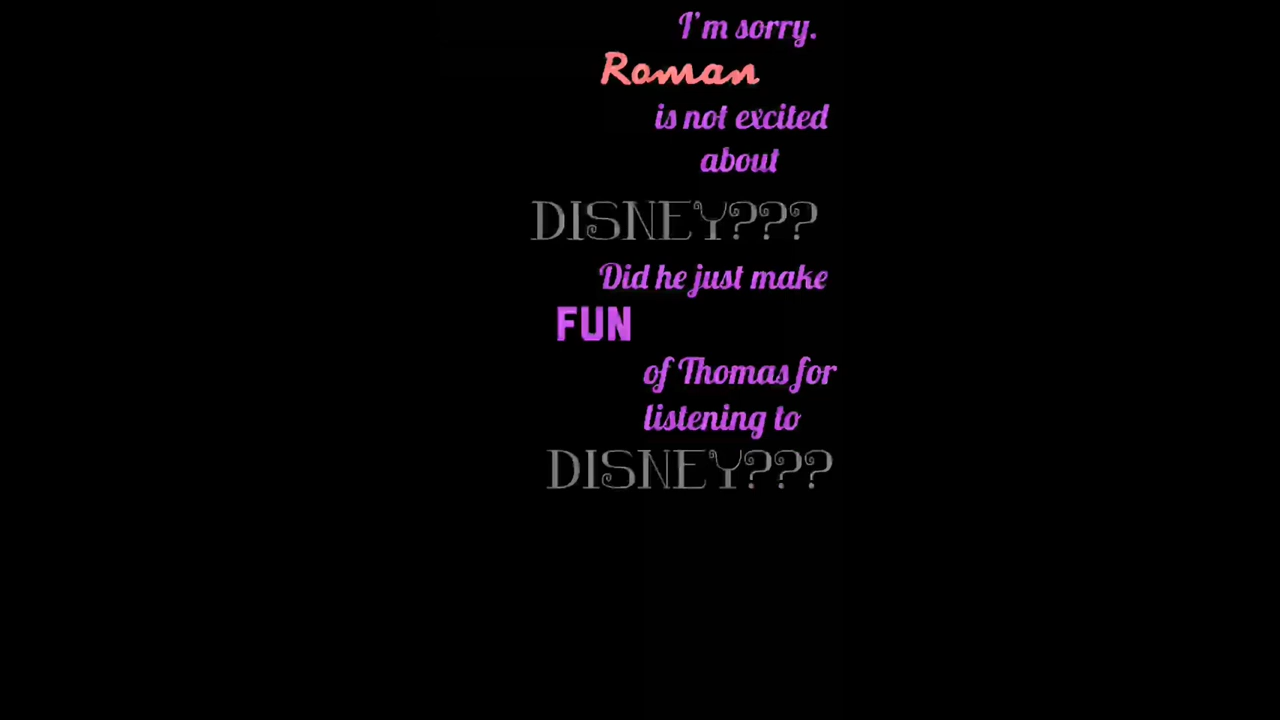 I'm sorry.
Roman
is not excited
about
DISNEY???
Did he just make
FUN
of Thomas for
listening to
DISNEY???